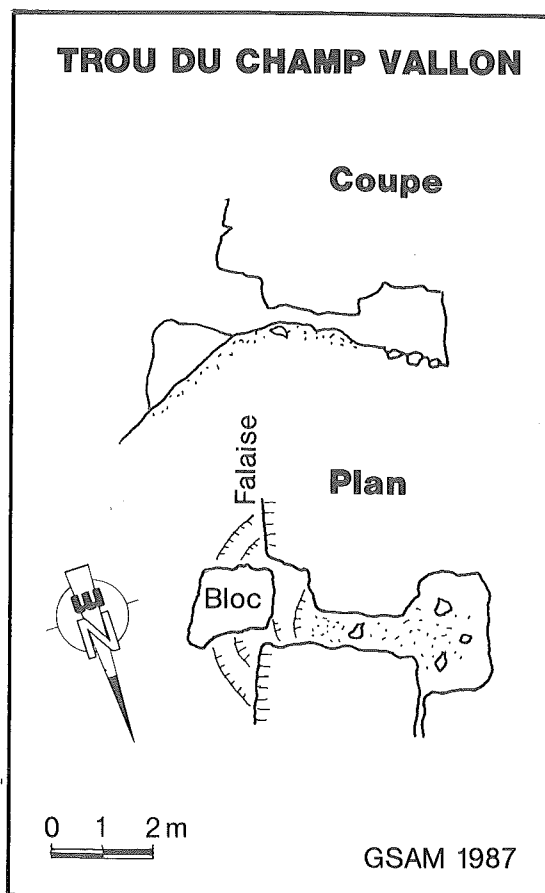 TROU DU CHAMP VALLON
Coupe
Falaise
Plan
Bloc
N
0 1 2 m
GSAM 1987